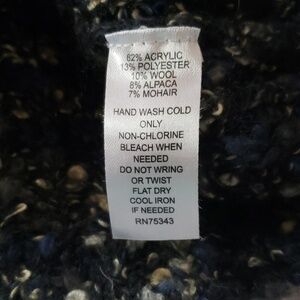 62% ACRYLIC
13% POLYESTER
10% WOOL
8% ALPACA
7% MOHAIR
HAND WASH COLD
ONLY
NON-CHLORINE
BLEACH WHEN
NEEDED
DO NOT WRING
OR TWIST
FLAT DRY
COOL IRON
IF NEEDED
RN75343